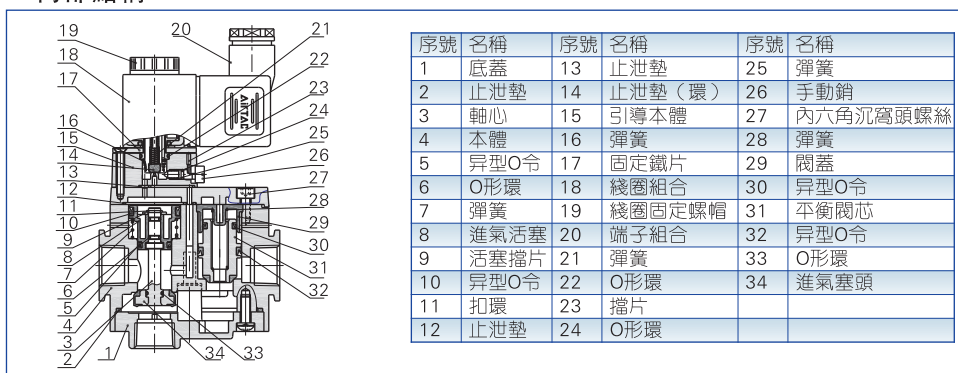 19
20
21
18
22
17
23
24
16
25
15
26
14
13
27
12
28
11
29
10
30
9
31
8
7
32
6
5
4
3
2
1
34
33
AIRTAC
序號 名稱 序號 名稱 序號 名稱
1 底蓋 13 止泄墊 25 彈簧
2 止泄墊 14 止泄墊（環） 26 手動銷
3 軸心 15 引導本體 27 內六角沉窩頭螺絲
4 本體 16 彈簧 28 彈簧
5 异型O令 17 固定鐵片 29 閥蓋
6 O形環 18 綫圈組合 30 异型O令
7 彈簧 19 綫圈固定螺帽 31 平衡閥芯
8 進氣活塞 20 端子組合 32 异型O令
9 活塞擋片 21 彈簧 33 O形環
10 异型O令 22 O形環 34 進氣塞頭
11 扣環 23 擋片
12 止泄墊 24 O形環